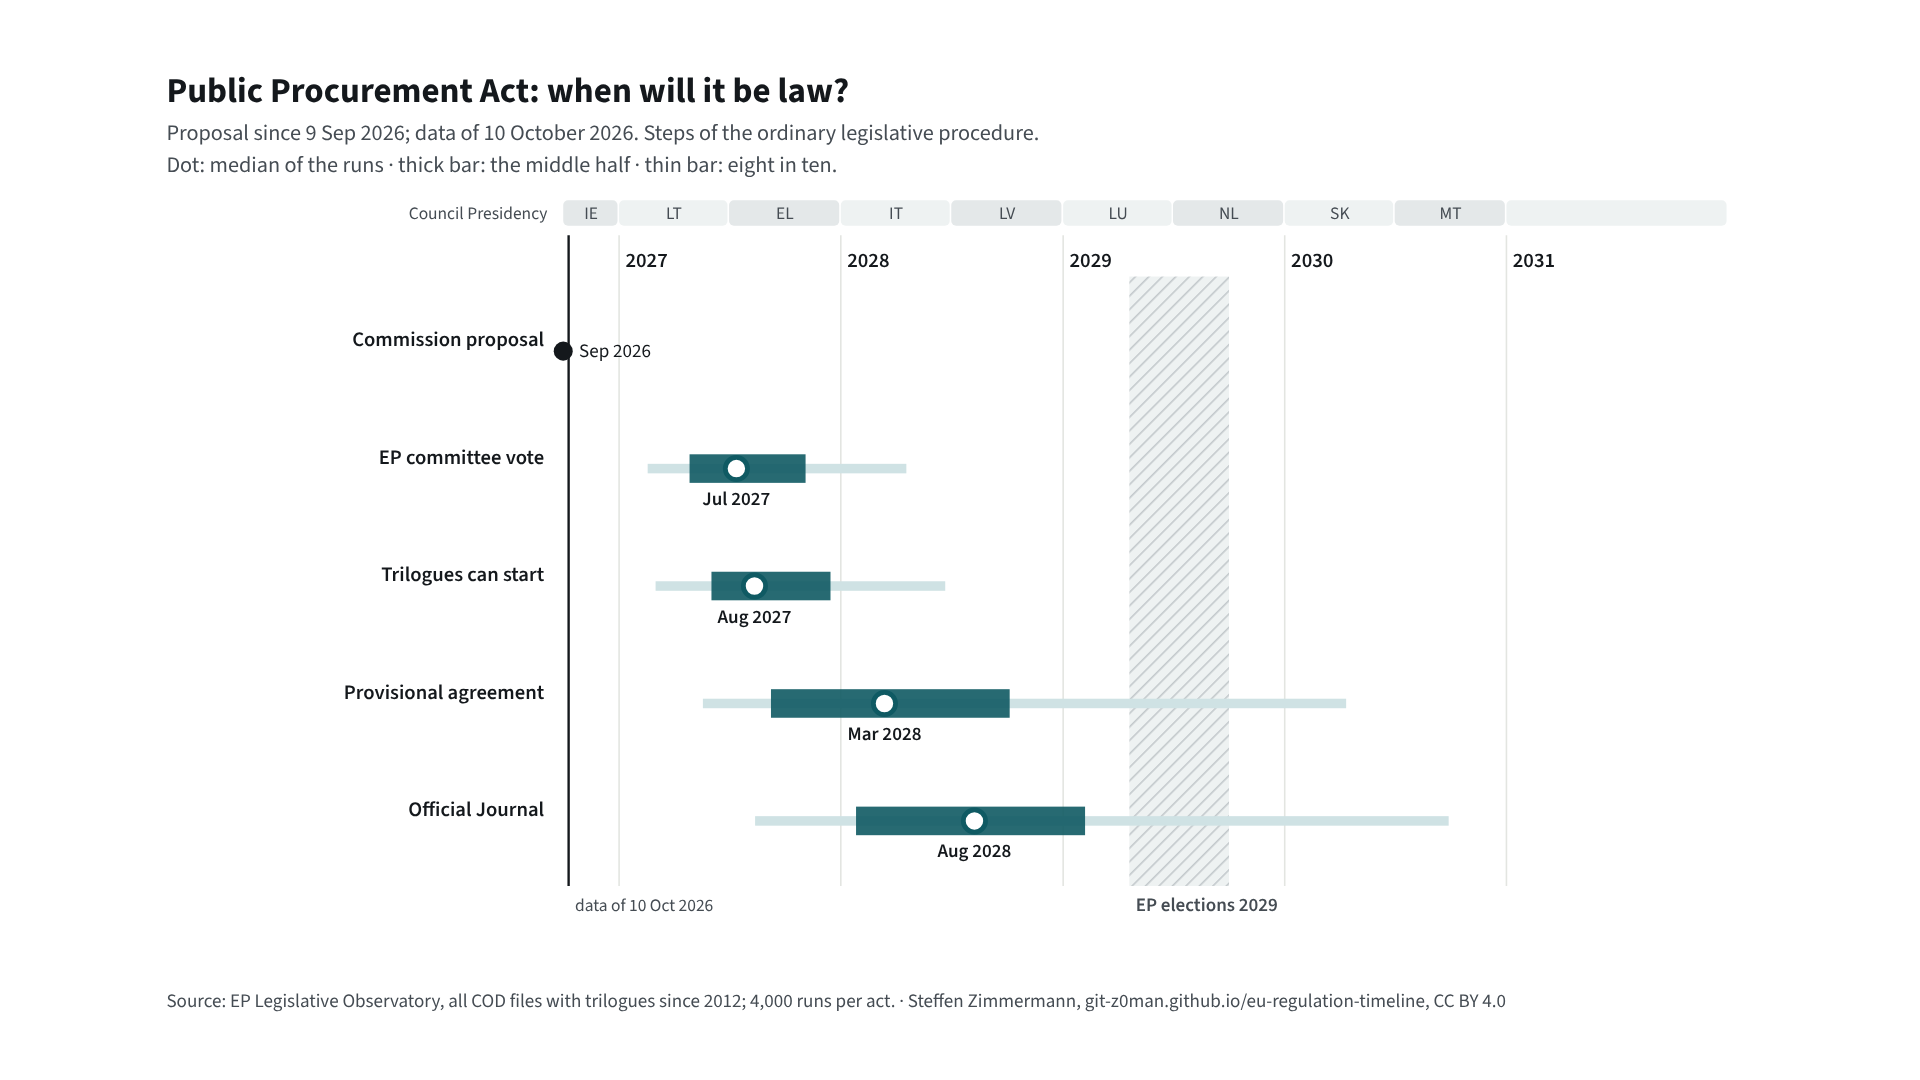 Public Procurement Act: when will it be law?
Proposal since 9 Sep 2026; data of 10 October 2026. Steps of the ordinary legislative procedure.
Dot: median of the runs · thick bar: the middle half · thin bar: eight in ten.
Council Presidency IE LT EL IT LV LU NL SK MT
2027 2028 2029 2030 2031
Commission proposal
Sep 2026
EP committee vote
Jul 2027
Trilogues can start
Aug 2027
Provisional agreement
Mar 2028
Official Journal
Aug 2028
data of 10 Oct 2026 EP elections 2029
Source: EP Legislative Observatory, all COD files with trilogues since 2012; 4,000 runs per act. · Steffen Zimmermann, git-z0man.github.io/eu-regulation-timeline, CC BY 4.0